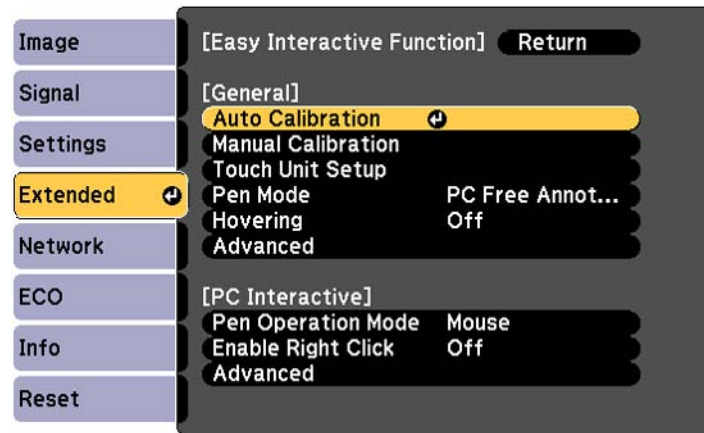 Image
Signal
Settings
Extended
Network
ECO
Info
Reset
[Easy Interactive Function] Return
[General]
Auto Calibration
Manual Calibration
Touch Unit Setup
Pen Mode PC Free Annot...
Hovering Off
Advanced
[PC Interactive]
Pen Operation Mode Mouse
Enable Right Click Off
Advanced